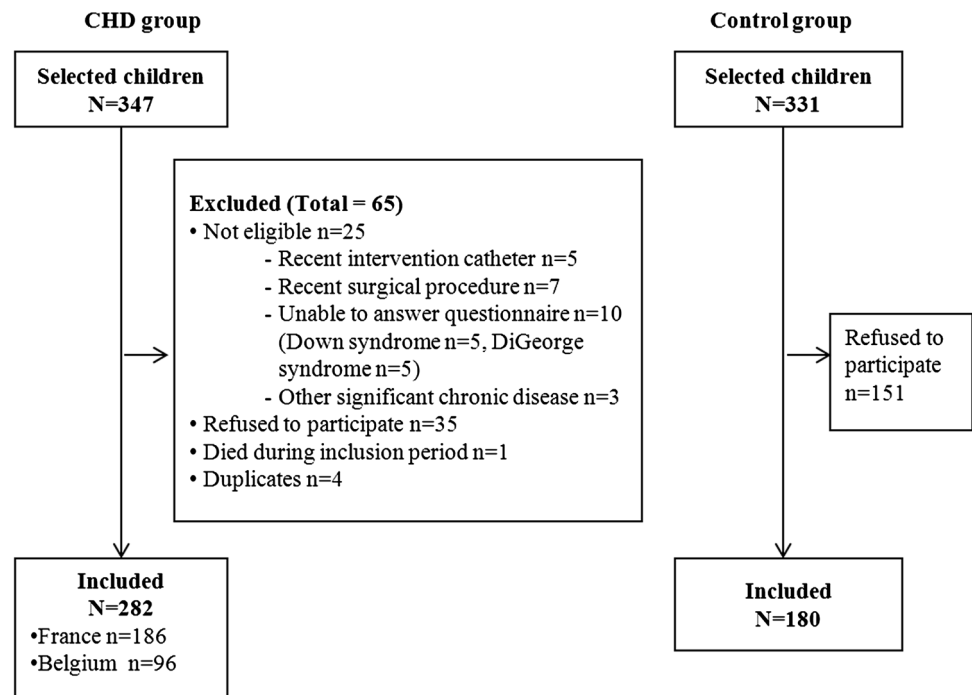 CHD group
Selected children
N=347
Excluded (Total = 65)
• Not eligible n=25
- Recent intervention catheter n=5
- Recent surgical procedure n=7
- Unable to answer questionnaire n=10
(Down syndrome n=5, DiGeorge
syndrome n=5)
- Other significant chronic disease n=3
• Refused to participate n=35
• Died during inclusion period n=1
• Duplicates n=4
Included
N=282
•France n=186
•Belgium n=96
Control group
Selected children
N=331
Refused to
participate
n=151
Included
N=180